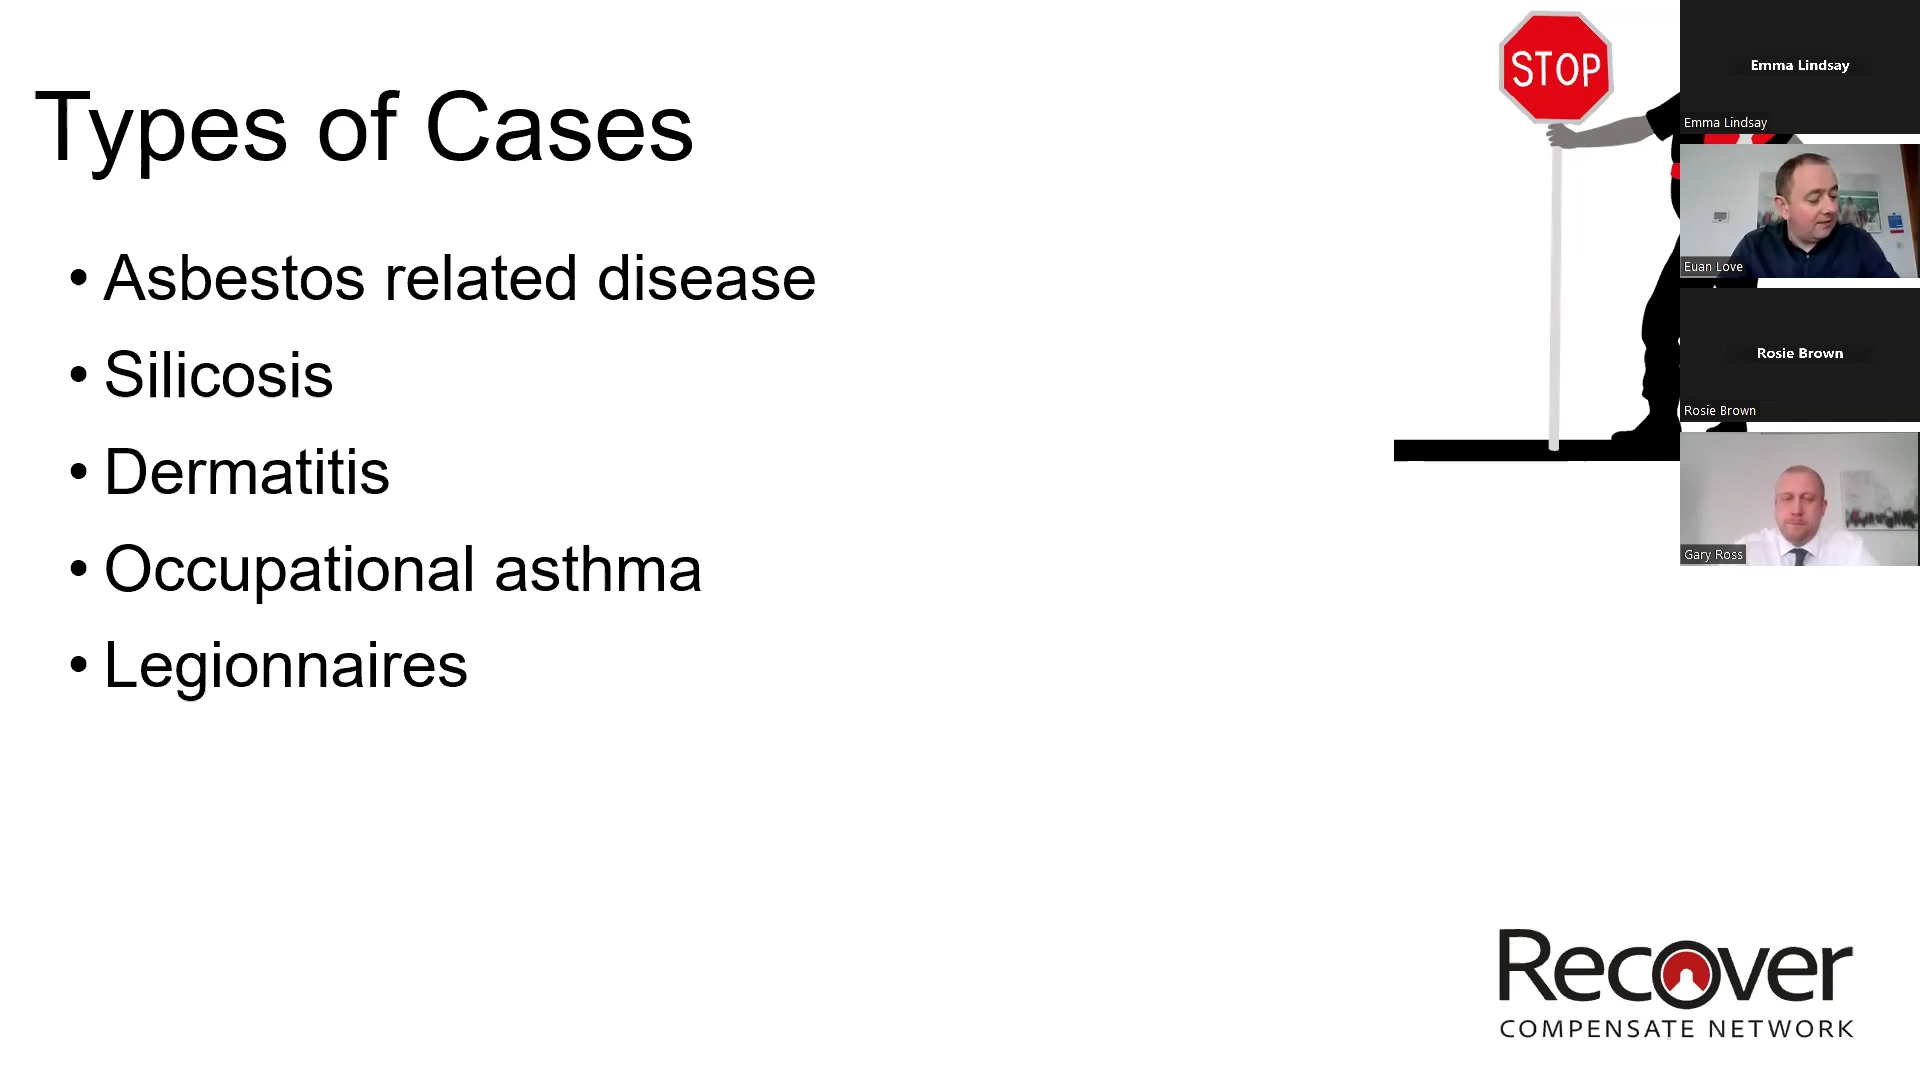 Types of Cases
• Asbestos related disease
• Silicosis
• Dermatitis
• Occupational asthma
• Legionnaires
STOP
Emma Lindsay
Emma Lindsay
Euan Love
Rosie Brown
Rosie Brown
Gary Ross
Recover
COMPENSATE NETWORK